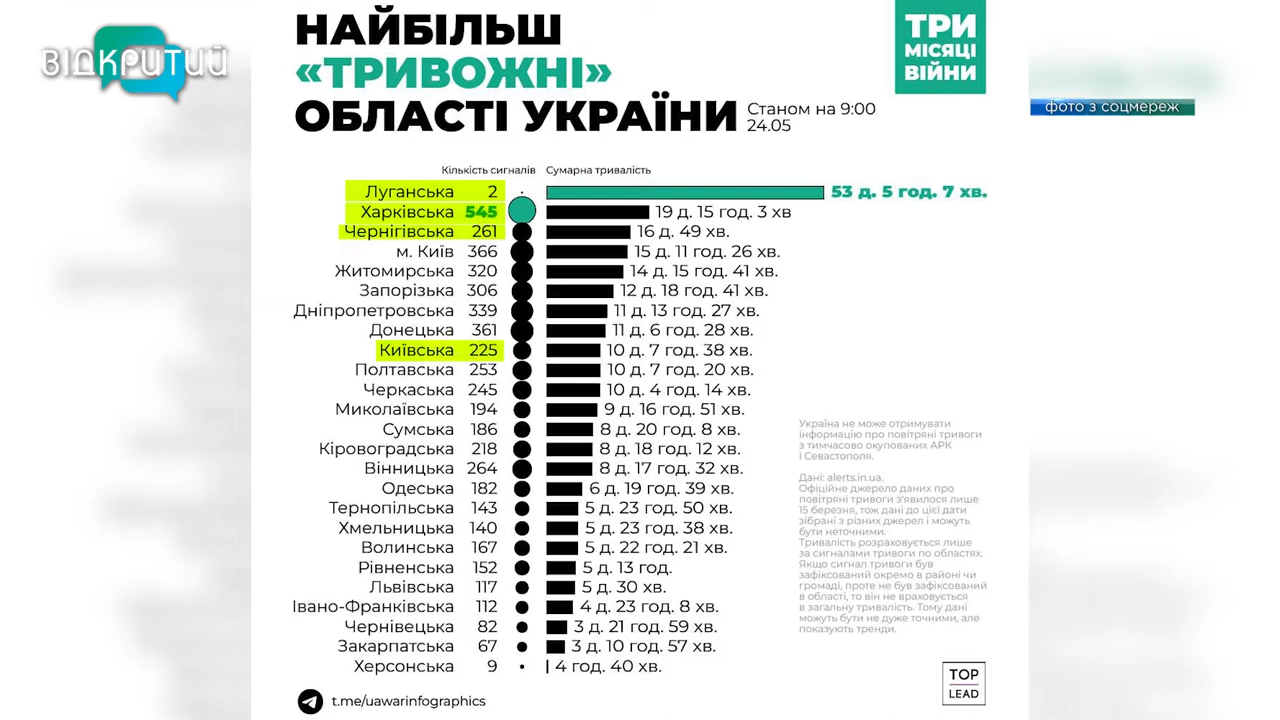 ВІДКРИТИЙ
НАЙБІЛЬШ
«ТРИВОЖНІ»
ОБЛАСТІ УКРАЇНИ
Станом на 9:00
24.05
ТРИ
МІСЯЦІ
ВІЙНИ
фото з соцмереж
Кількість сигналів Сумарна тривалість
Луганська 2 53 д. 5 год. 7 хв.
Харківська 545 19 д. 15 год. 3 хв
Чернігівська 261 16 д. 49 хв.
м. Київ 366 15 д. 11 год. 26 хв.
Житомирська 320 14 д. 15 год. 41 хв.
Запорізька 306 12 д. 18 год. 41 хв.
Дніпропетровська 339 11 д. 13 год. 27 хв.
Донецька 361 11 д. 6 год. 28 хв.
Київська 225 10 д. 7 год. 38 хв.
Полтавська 253 10 д. 7 год. 20 хв.
Черкаська 245 10 д. 4 год. 14 хв.
Миколаївська 194 9 д. 16 год. 51 хв.
Сумська 186 8 д. 20 год. 8 хв.
Кіровоградська 218 8 д. 18 год. 12 хв.
Вінницька 264 8 д. 17 год. 32 хв.
Одеська 182 6 д. 19 год. 39 хв.
Тернопільська 143 5 д. 23 год. 50 хв.
Хмельницька 140 5 д. 23 год. 38 хв.
Волинська 167 5 д. 22 год. 21 хв.
Рівненська 152 5 д. 13 год.
Львівська 117 5 д. 30 хв.
Івано-Франківська 112 4 д. 23 год. 8 хв.
Чернівецька 82 3 д. 21 год. 59 хв.
Закарпатська 67 3 д. 10 год. 57 хв.
Херсонська 9 4 год. 40 хв.
Україна не може отримувати
інформацію про повітряні тривоги
з тимчасово окупованих АРК
і Севастополя.
Дані: alerts.in.ua.
Офіційне джерело даних про
повітряні тривоги з'явилося лише
15 березня, тож дані до цієї дати
зібрані з різних джерел і можуть
бути неточними.
Тривалість розраховується лише
за сигналами тривоги по областях.
Якщо сигнал тривоги був
зафіксований окремо в районі чи
громаді, проте не був зафіксований
в області, то він не враховується
в загальну тривалість. Тому дані
можуть бути не дуже точними, але
показують тренди.
t.me/uawarinfographics
TOP
LEAD